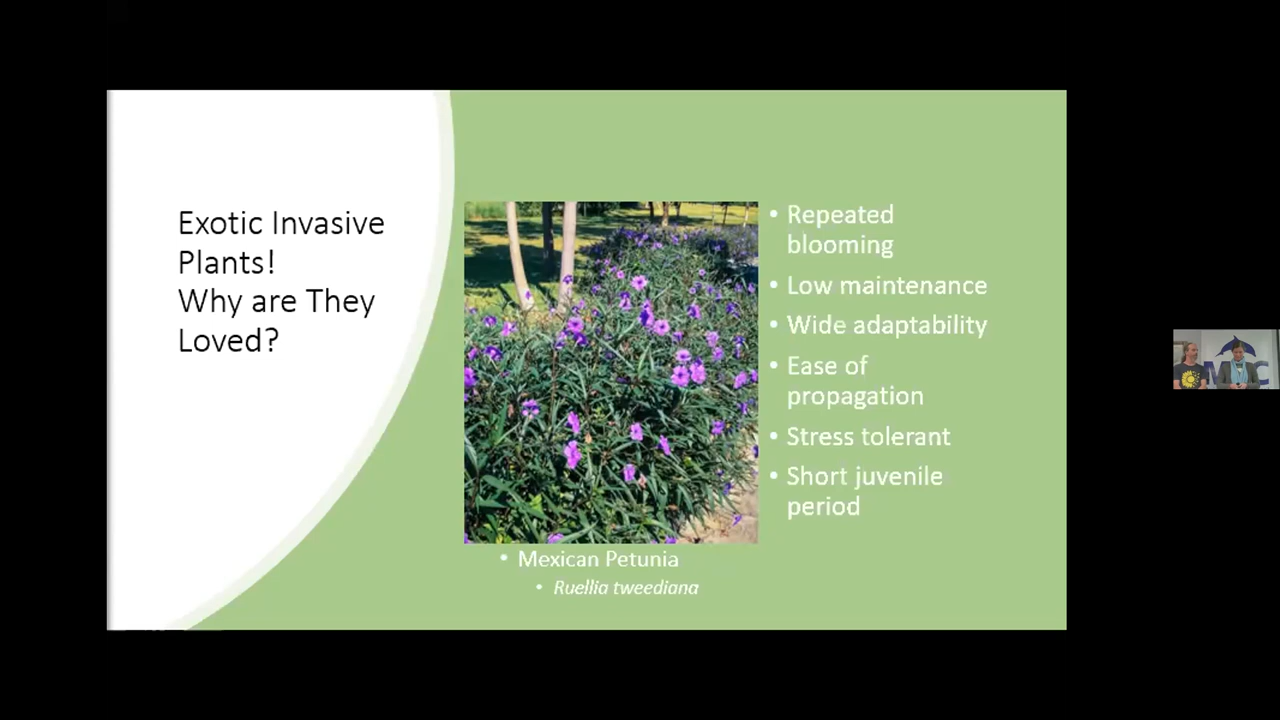 Exotic Invasive
Plants!
Why are They
Loved?
• Repeated
blooming
• Low maintenance
• Wide adaptability
• Ease of
propagation
• Stress tolerant
• Short juvenile
period
• Mexican Petunia
• Ruellia tweediana